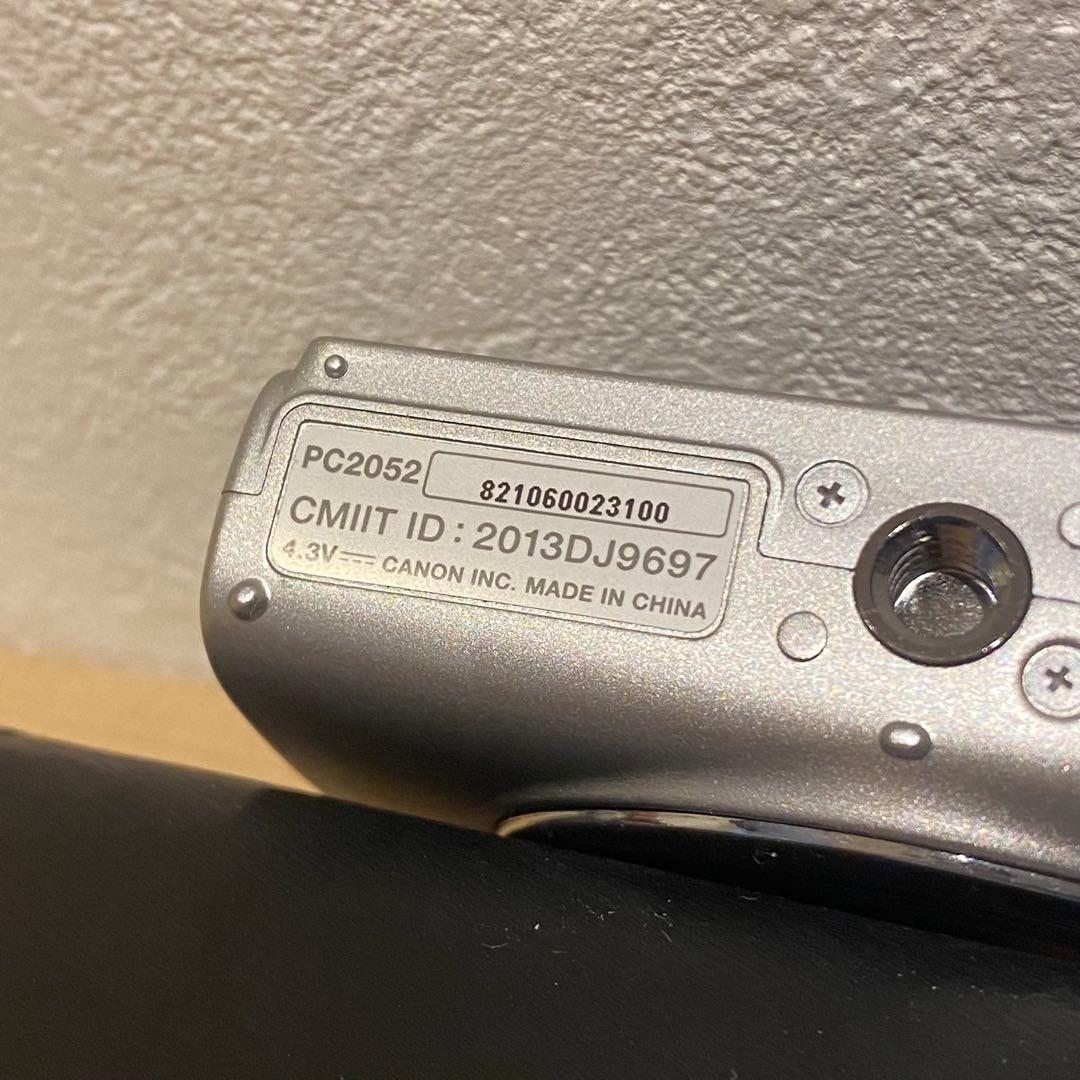 PC2052 821060023100
CMIIT ID : 2013DJ9697
4.3V⎓ CANON INC. MADE IN CHINA